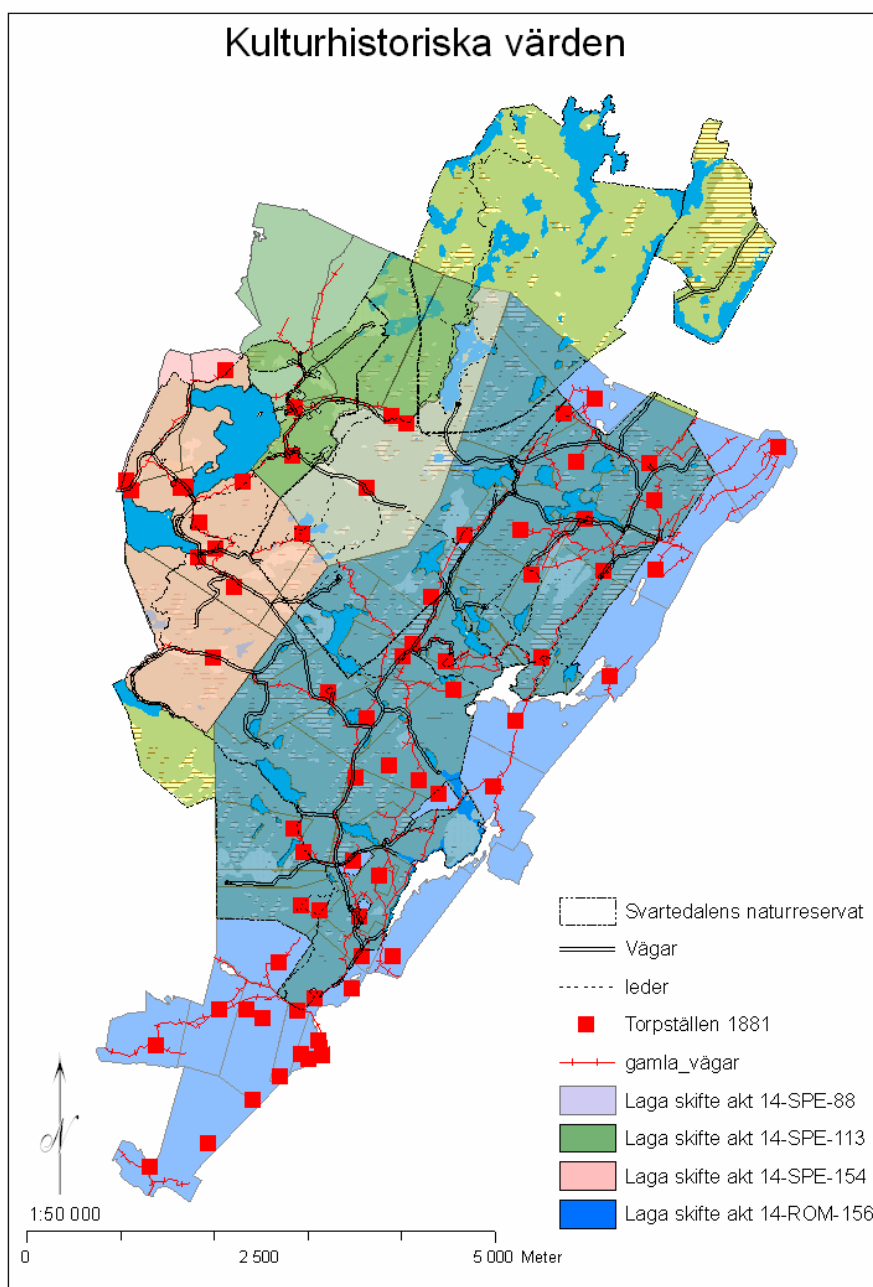 Kulturhistoriska värden
Svartedalens naturreservat
Vägar
leder
Torpställen 1881
gamla_vägar
Laga skifte akt 14-SPE-88
Laga skifte akt 14-SPE-113
Laga skifte akt 14-SPE-154
Laga skifte akt 14-ROM-156
N
1:50 000
0 2 500 5 000 Meter